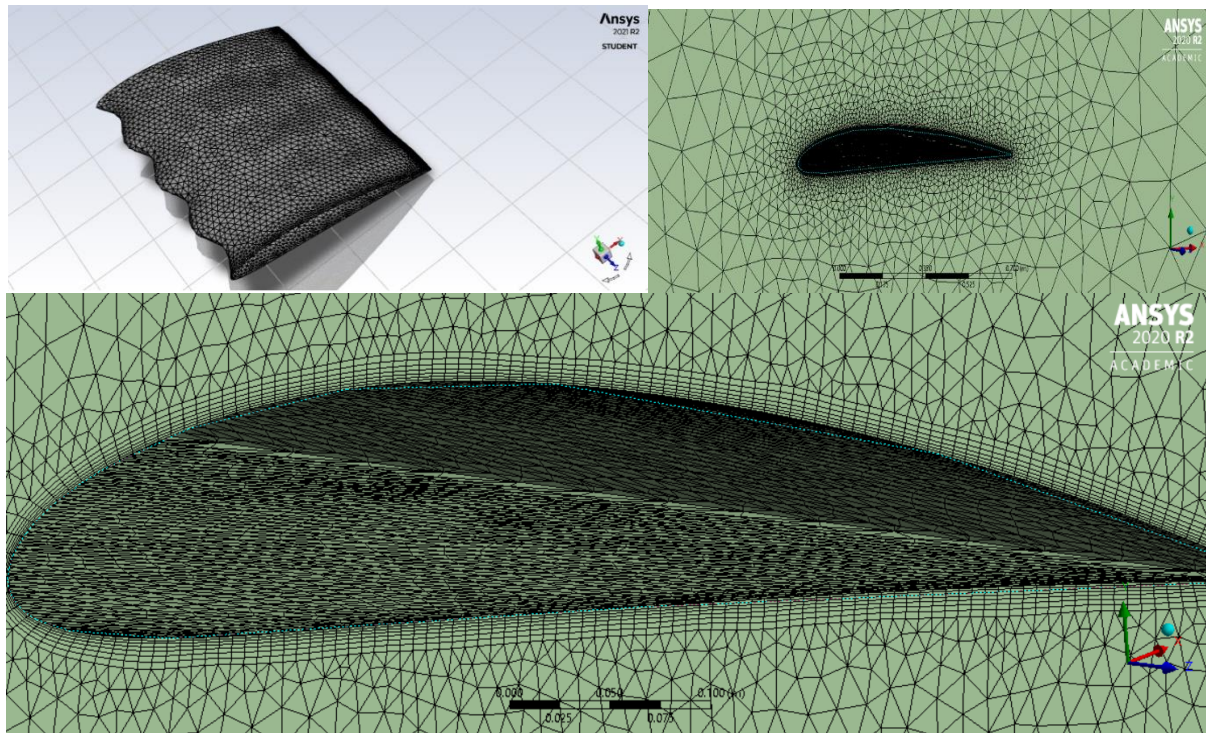 Ansys
2021 R2
STUDENT
ANSYS
2020 R2
ACADEMIC
ANSYS
2020 R2
ACADEMIC
Z
0.000 0.050 0.100 (m)
0.025 0.075